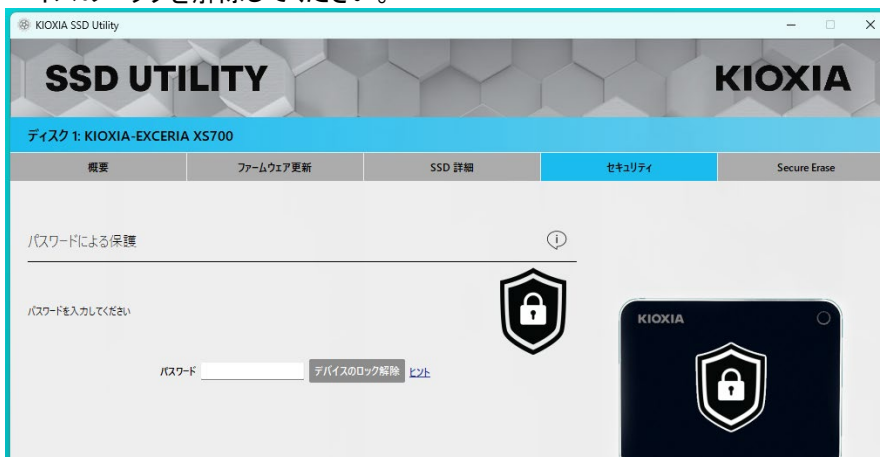 KIOXIA SSD Utility
SSD UTILITY
KIOXIA
ディスク 1: KIOXIA-EXCERIA XS700
概要 ファームウェア更新 SSD 詳細 セキュリティ Secure Erase
パスワードによる保護
パスワードを入力してください
パスワード デバイスのロック解除 ヒント
KIOXIA